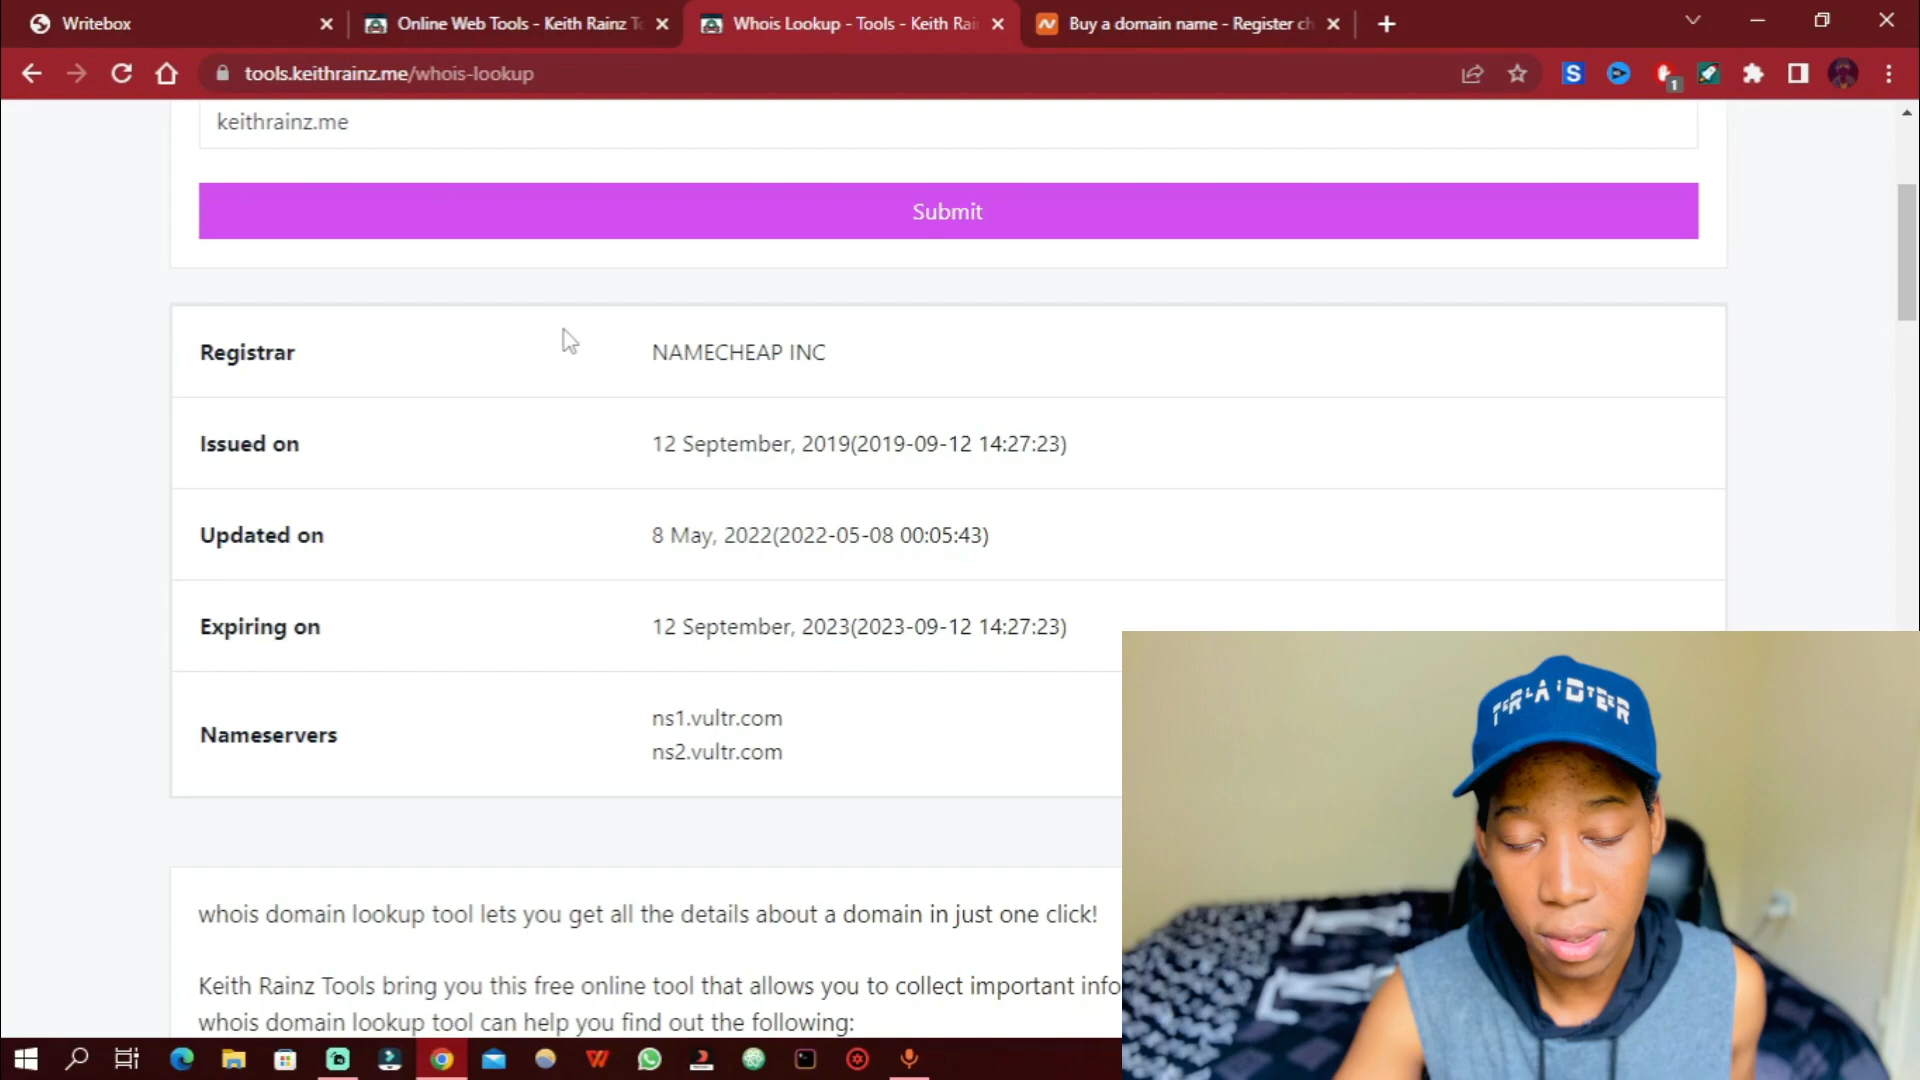 Writebox
Online Web Tools - Keith Rainz To
Whois Lookup - Tools - Keith Rai
Buy a domain name - Register ch
tools.keithrainz.me/whois-lookup
S
1
keithrainz.me
Submit
Registrar
NAMECHEAP INC
Issued on
12 September, 2019(2019-09-12 14:27:23)
Updated on
8 May, 2022(2022-05-08 00:05:43)
Expiring on
12 September, 2023(2023-09-12 14:27:23)
Nameservers
ns1.vultr.com
ns2.vultr.com
whois domain lookup tool lets you get all the details about a domain in just one click!
Keith Rainz Tools bring you this free online tool that allows you to collect important info
whois domain lookup tool can help you find out the following: